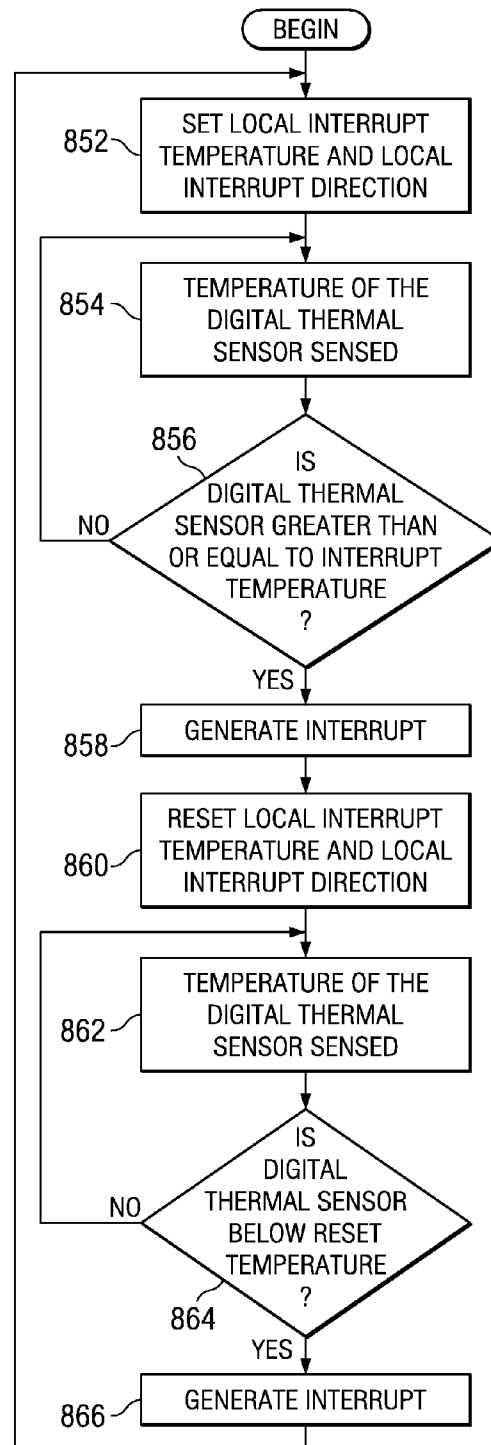 BEGIN
852
SET LOCAL INTERRUPT
TEMPERATURE AND LOCAL
INTERRUPT DIRECTION
854
TEMPERATURE OF THE
DIGITAL THERMAL
SENSOR SENSED
856
IS
DIGITAL THERMAL
SENSOR GREATER THAN
OR EQUAL TO INTERRUPT
TEMPERATURE
?
NO
YES
858
GENERATE INTERRUPT
860
RESET LOCAL INTERRUPT
TEMPERATURE AND LOCAL
INTERRUPT DIRECTION
862
TEMPERATURE OF THE
DIGITAL THERMAL
SENSOR SENSED
IS
DIGITAL
THERMAL SENSOR
BELOW RESET
TEMPERATURE
?
NO
864
YES
866
GENERATE INTERRUPT